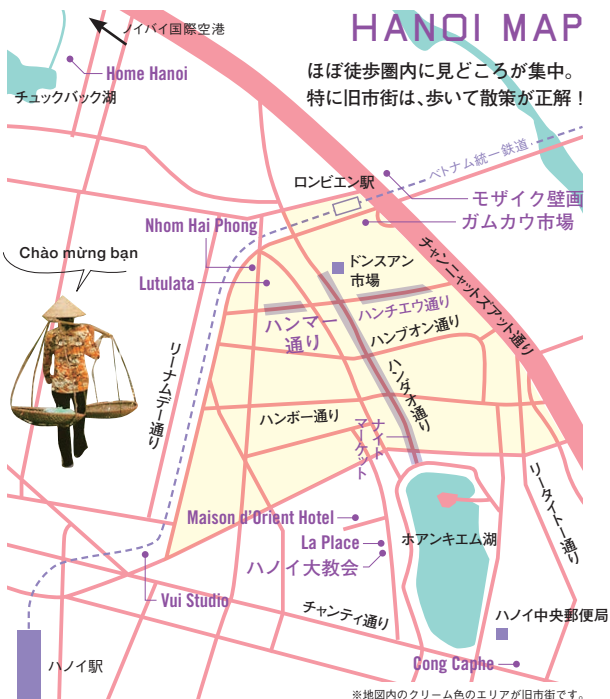 HANOI MAP
ほぼ徒歩圏内に見どころが集中。
特に旧市街は、歩いて散策が正解！
ノイバイ国際空港
Home Hanoi
チュックバック湖
ベトナム統一鉄道
ロンビエン駅
モザイク壁画
ガムカウ市場
Nhom Hai Phong
Chào mừng bạn
ドンスアン
市場
チャンニャットズアット通り
Lutulata
ハンマー
通り
ハンチエウ通り
ハンブオン通り
リーナムデー通り
ハンダオ通り
ハンボー通り
ナイト
マーケット
リータイトー通り
Maison d'Orient Hotel
La Place
ホアンキエム湖
ハノイ大教会
Vui Studio
チャンティ通り
ハノイ中央郵便局
ハノイ駅
Cong Caphe
※地図内のクリーム色のエリアが旧市街です。